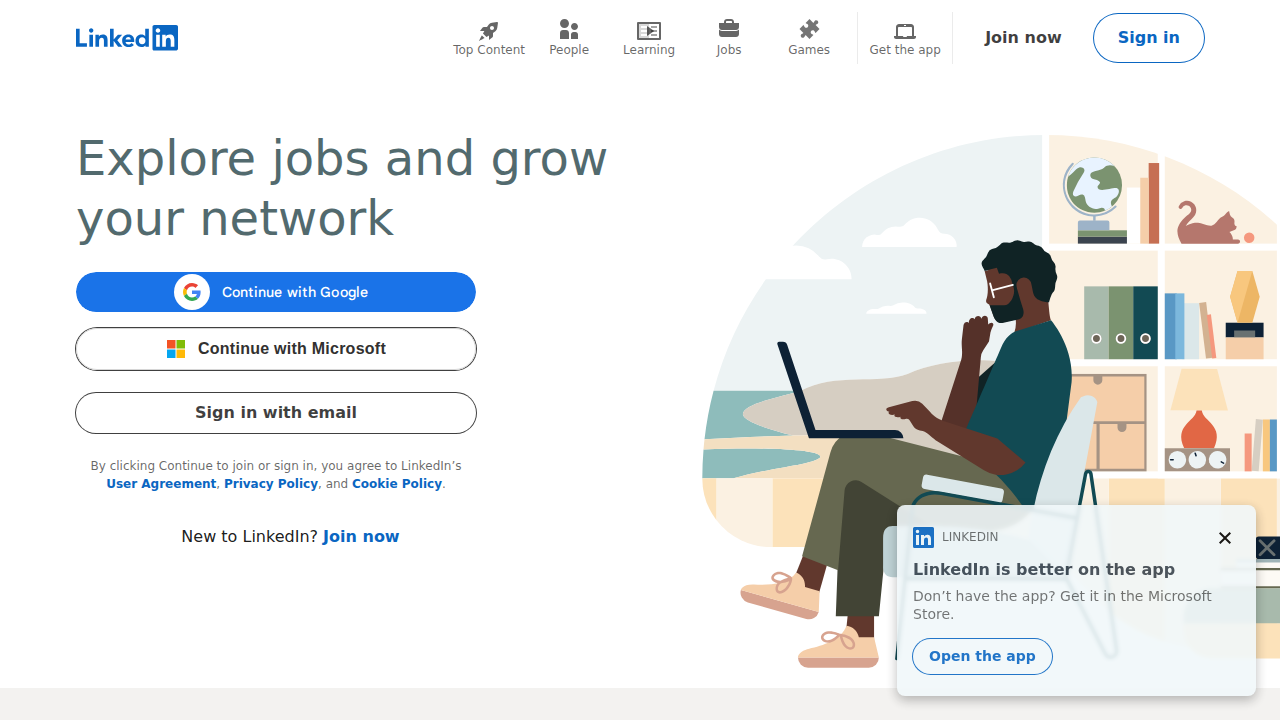 Linked in
Top Content
People
Learning
Jobs
Games
Get the app
Join now
Sign in
Explore jobs and grow
your network
Continue with Google
Continue with Microsoft
Sign in with email
By clicking Continue to join or sign in, you agree to LinkedIn’s
User Agreement, Privacy Policy, and Cookie Policy.
New to LinkedIn? Join now
in LINKEDIN
LinkedIn is better on the app
Don’t have the app? Get it in the Microsoft
Store.
Open the app